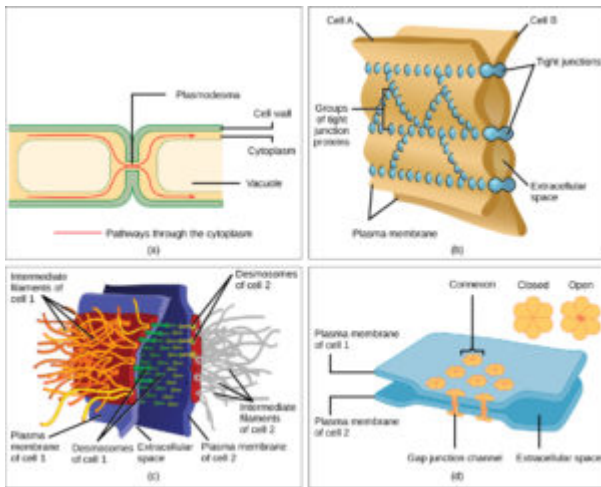 Plasmodesma
Cell wall
Cytoplasm
Vacuole
Pathways through the cytoplasm
(a)
Cell A
Cell B
Tight junctions
Groups
of tight
junction
proteins
Extracellular
space
Plasma membrane
(b)
Intermediate
filaments of
cell 1
Desmosomes
of cell 2
Plasma
membrane
of cell 1
Desmosomes
of cell 1
Extracellular
space
Plasma membrane
of cell 2
Intermediate
filaments
of cell 2
(c)
Connexon
Closed
Open
Plasma membrane
of cell 1
Plasma membrane
of cell 2
Gap junction channel
Extracellular space
(d)